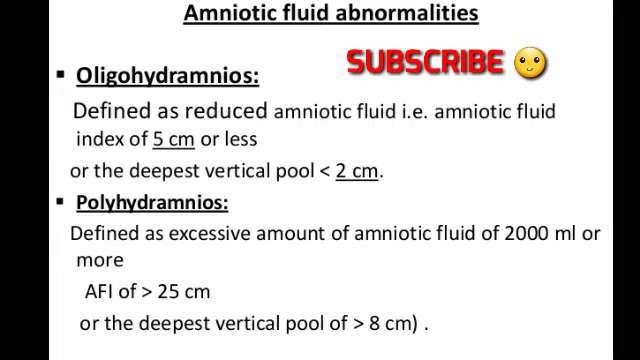 Amniotic fluid abnormalities
SUBSCRIBE
▪ Oligohydramnios:
Defined as reduced amniotic fluid i.e. amniotic fluid
index of 5 cm or less
or the deepest vertical pool < 2 cm.
▪ Polyhydramnios:
Defined as excessive amount of amniotic fluid of 2000 ml or
more
AFI of > 25 cm
or the deepest vertical pool of > 8 cm) .